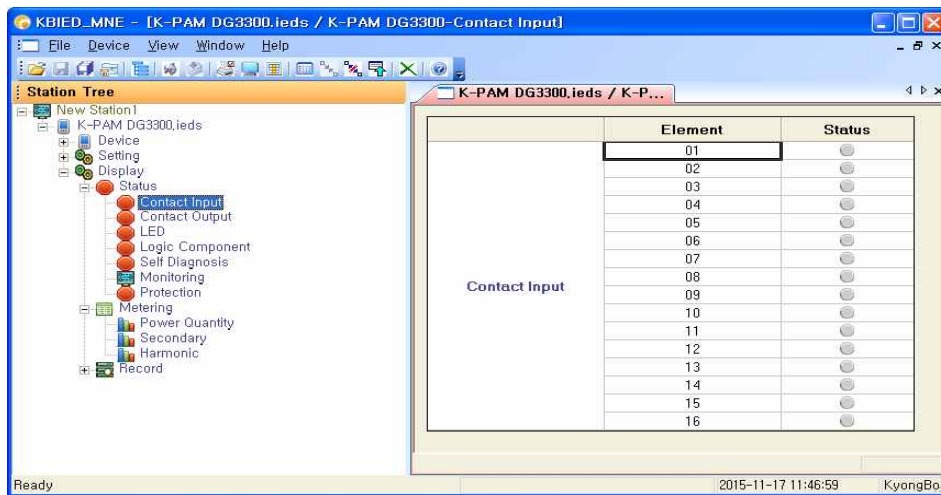 KBIED_MNE - [K-PAM DG3300.ieds / K-PAM DG3300-Contact Input]
File Device View Window Help
Station Tree
New Station1
K-PAM DG3300.ieds
Device
Setting
Display
Status
Contact Input
Contact Output
LED
Logic Component
Self Diagnosis
Monitoring
Protection
Metering
Power Quantity
Secondary
Harmonic
Record
K-PAM DG3300.ieds / K-P...
Element Status
Contact Input
01
02
03
04
05
06
07
08
09
10
11
12
13
14
15
16
Ready
2015-11-17 11:46:59
KyongBo